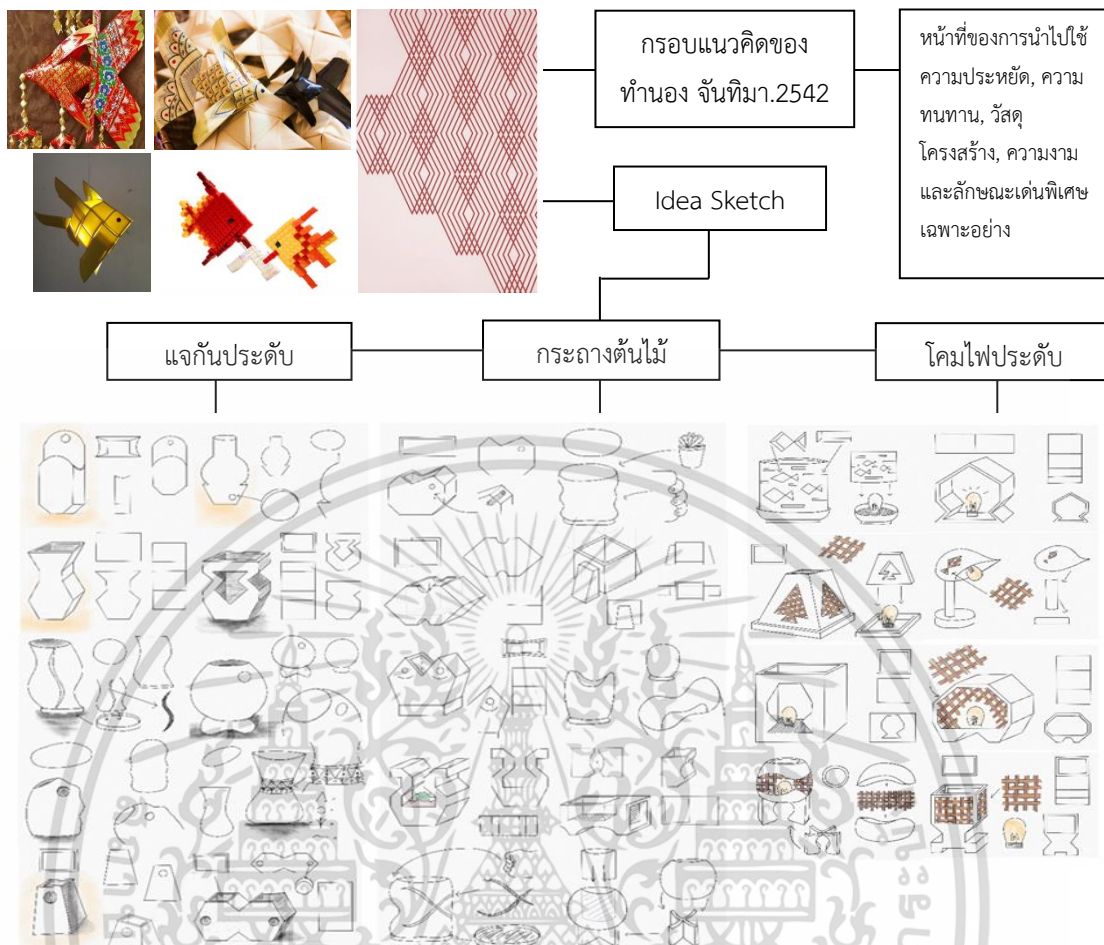 กรอบแนวคิดของ
ทำนอง จันทิมา.2542
หน้าที่ของการนำไปใช้
ความประหยัด, ความ
ทนทาน, วัสดุ
โครงสร้าง, ความงาม
และลักษณะเด่นพิเศษ
เฉพาะอย่าง
Idea Sketch
แจกันประดับ
กระถางต้นไม้
โคมไฟประดับ